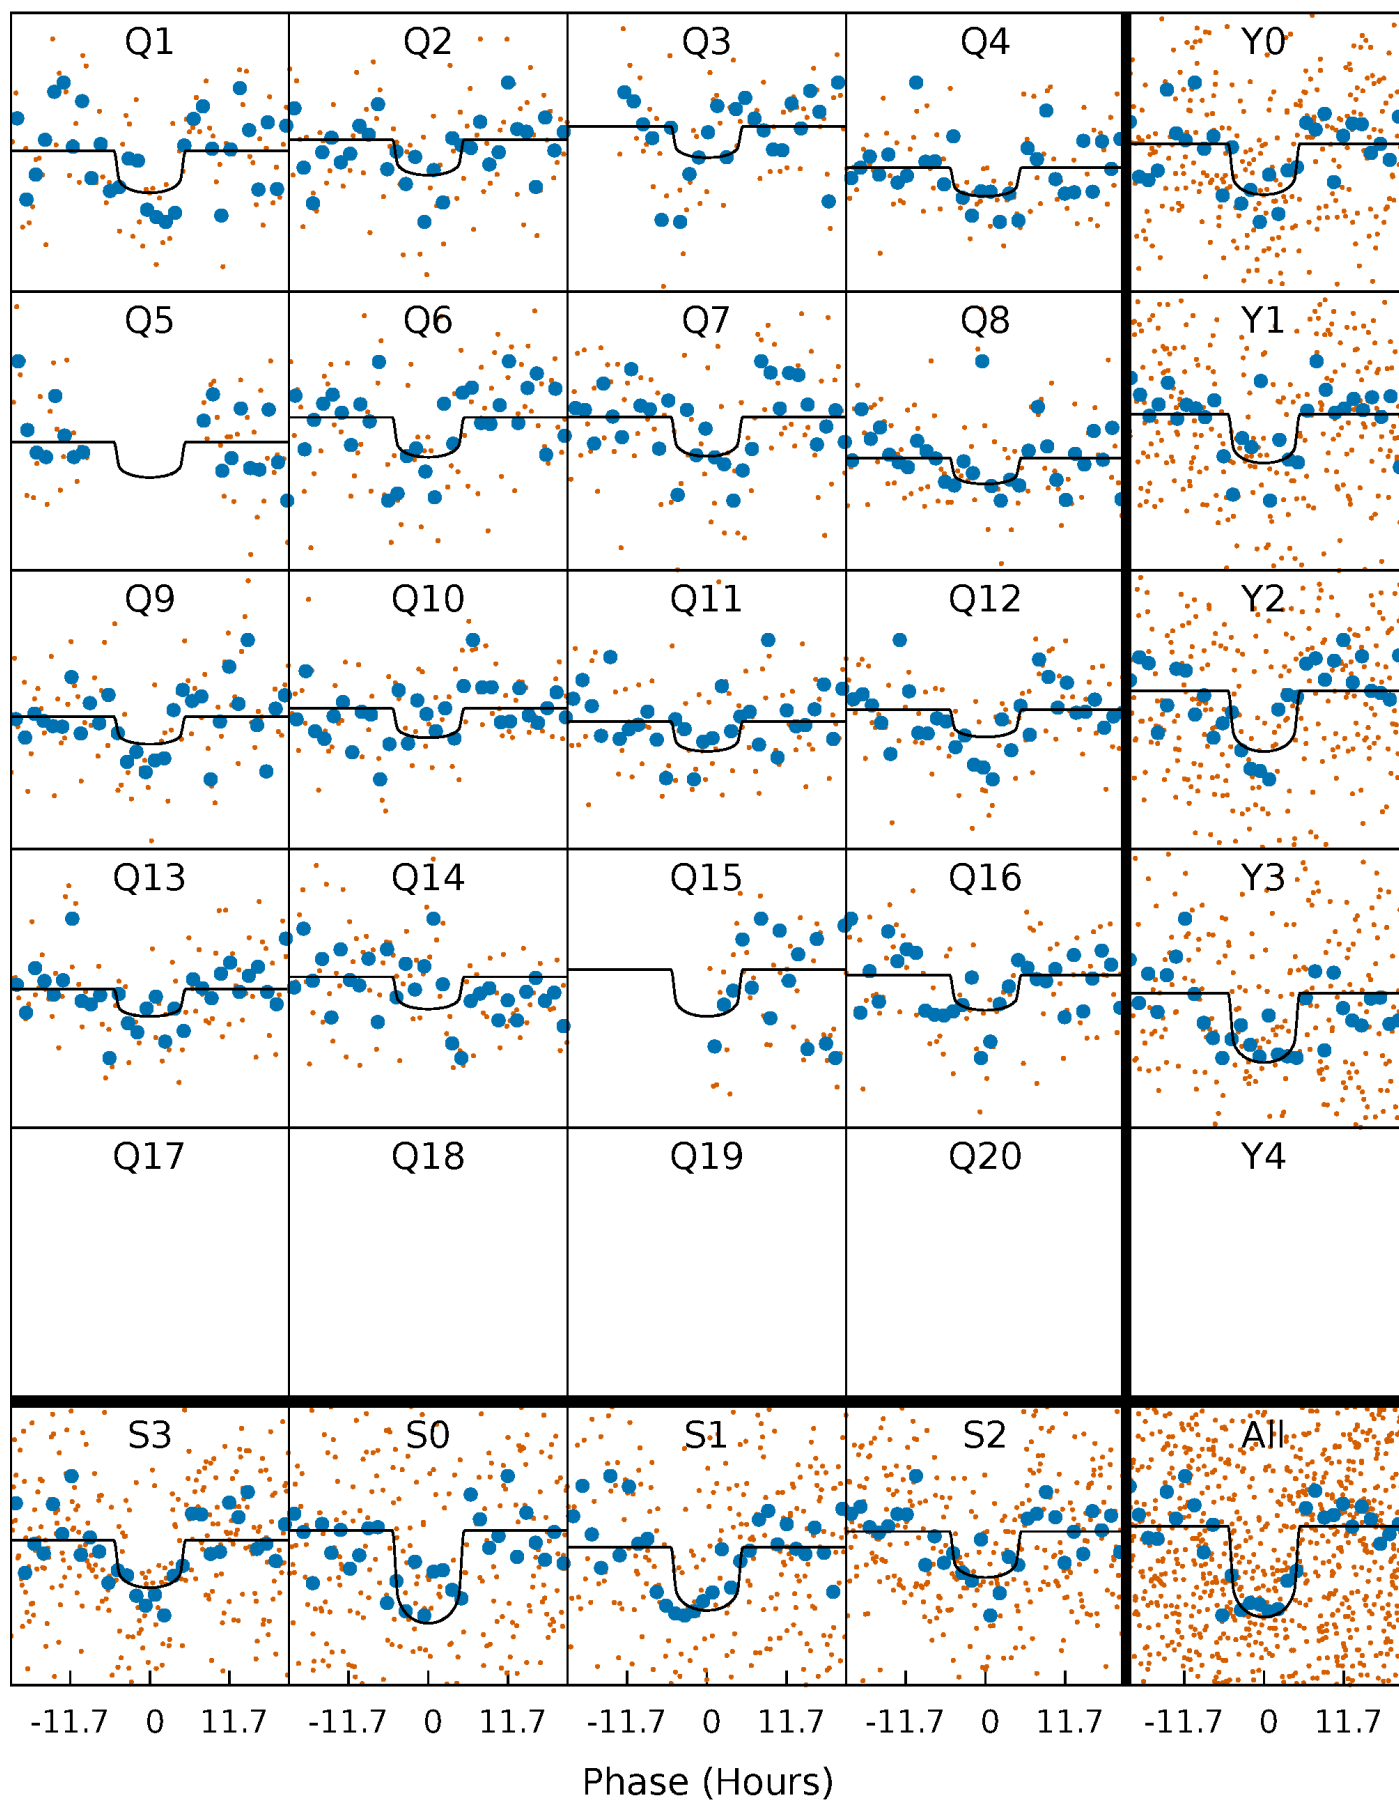 Q1 Q2 Q3 Q4 Y0
Q5 Q6 Q7 Q8 Y1
Q9 Q10 Q11 Q12 Y2
Q13 Q14 Q15 Q16 Y3
Q17 Q18 Q19 Q20 Y4
S3 S0 S1 S2 All
-11.7 0 11.7 -11.7 0 11.7 -11.7 0 11.7 -11.7 0 11.7 -11.7 0 11.7
Phase (Hours)